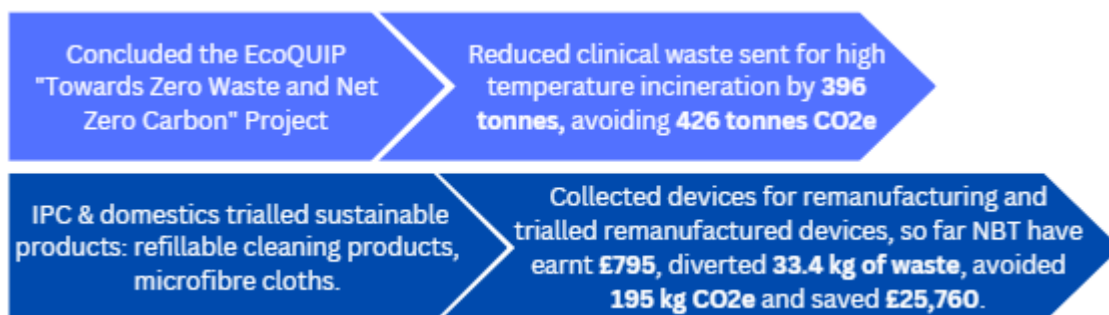 Concluded the EcoQUIP
"Towards Zero Waste and Net
Zero Carbon" Project
Reduced clinical waste sent for high
temperature incineration by 396
tonnes, avoiding 426 tonnes CO2e
IPC & domestics trialled sustainable
products: refillable cleaning products,
microfibre cloths.
Collected devices for remanufacturing and
trialled remanufactured devices, so far NBT have
earnt £795, diverted 33.4 kg of waste, avoided
195 kg CO2e and saved £25,760.